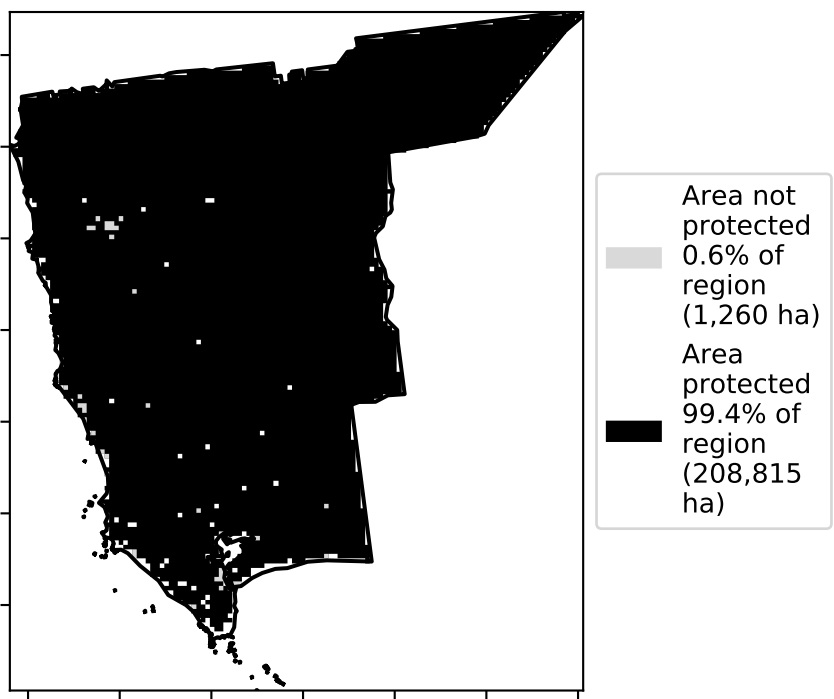 Area not
protected
0.6% of
region
(1,260 ha)
Area
protected
99.4% of
region
(208,815
ha)